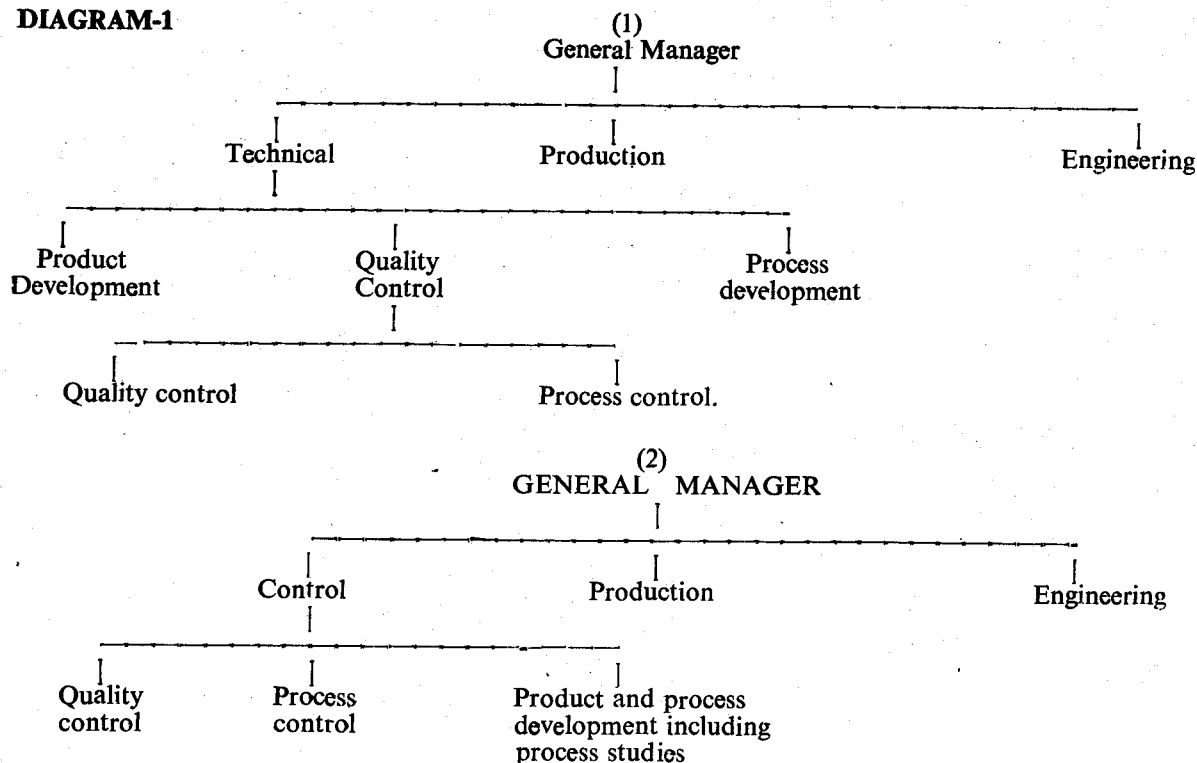 DIAGRAM-1
(1)
General Manager
Technical Production Engineering
Product Quality Process
Development Control development
Quality control Process control.
(2)
GENERAL MANAGER
Control Production Engineering
Quality Process Product and process
control control development including
process studies